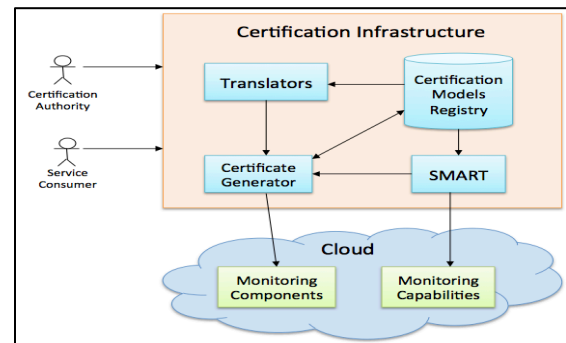 Certification Infrastructure
Certification
Authority
Translators
Certification
Models
Registry
Service
Consumer
Certificate
Generator
SMART
Cloud
Monitoring
Components
Monitoring
Capabilities